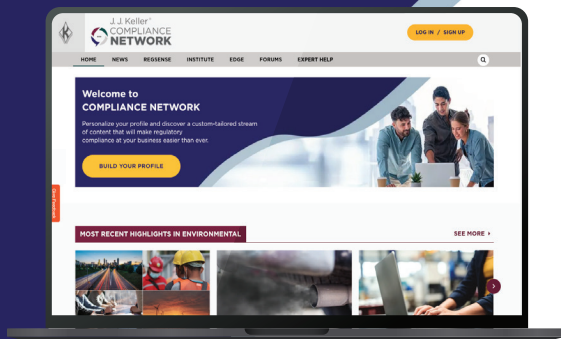 J. J. Keller®
COMPLIANCE
NETWORK
LOG IN / SIGN UP
HOME NEWS REGSENSE INSTITUTE EDGE FORUMS EXPERT HELP
Welcome to
COMPLIANCE NETWORK
Personalize your profile and discover a custom-tailored stream
of content that will make regulatory
compliance at your business easier than ever.
BUILD YOUR PROFILE
Give Feedback
MOST RECENT HIGHLIGHTS IN ENVIRONMENTAL
SEE MORE